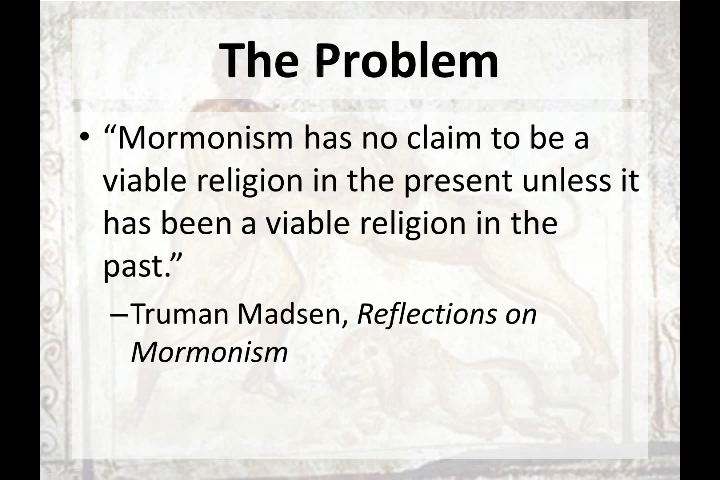 The Problem
• “Mormonism has no claim to be a
viable religion in the present unless it
has been a viable religion in the
past.”
–Truman Madsen, Reflections on
Mormonism